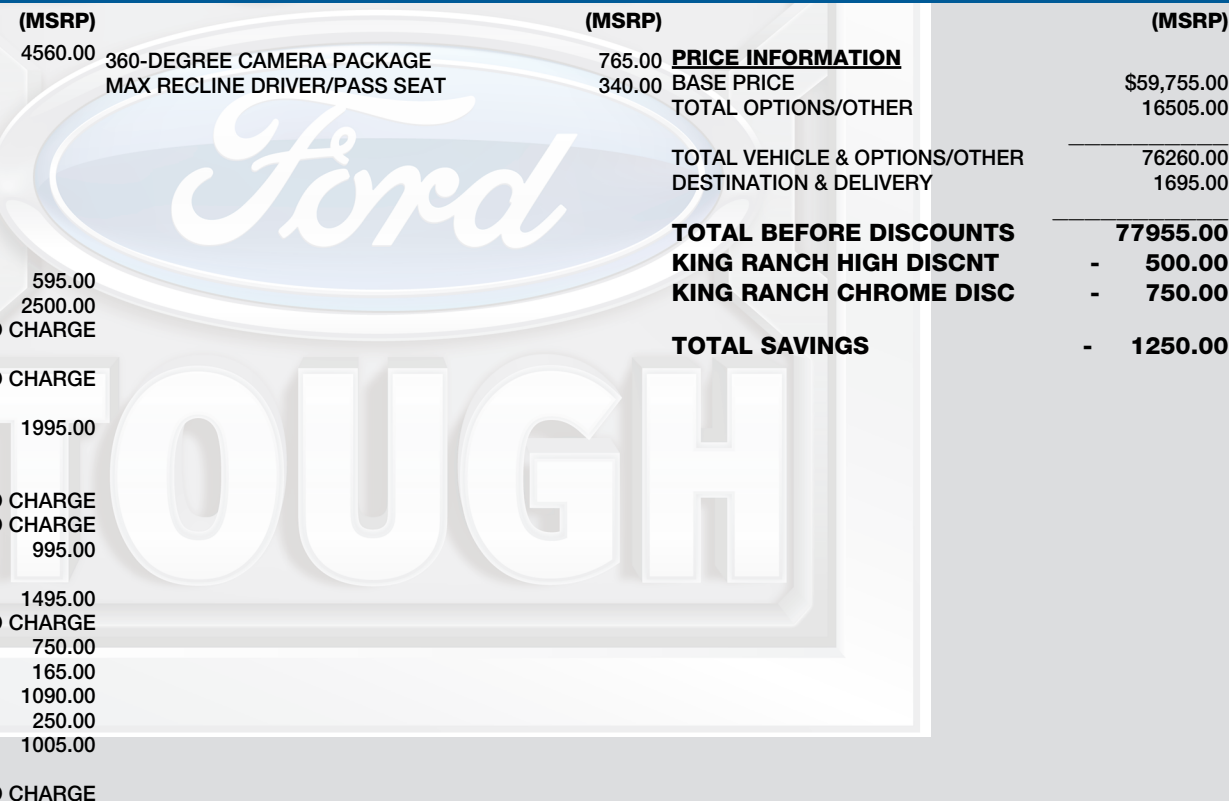 (MSRP)
4560.00
595.00
2500.00
CHARGE
CHARGE
1995.00
CHARGE
CHARGE
995.00
1495.00
CHARGE
750.00
165.00
1090.00
250.00
1005.00
CHARGE
(MSRP)
360-DEGREE CAMERA PACKAGE 765.00
MAX RECLINE DRIVER/PASS SEAT 340.00
Ford
TOUGH
(MSRP)
PRICE INFORMATION
BASE PRICE $59,755.00
TOTAL OPTIONS/OTHER 16505.00
TOTAL VEHICLE & OPTIONS/OTHER 76260.00
DESTINATION & DELIVERY 1695.00
TOTAL BEFORE DISCOUNTS 77955.00
KING RANCH HIGH DISCNT - 500.00
KING RANCH CHROME DISC - 750.00
TOTAL SAVINGS - 1250.00